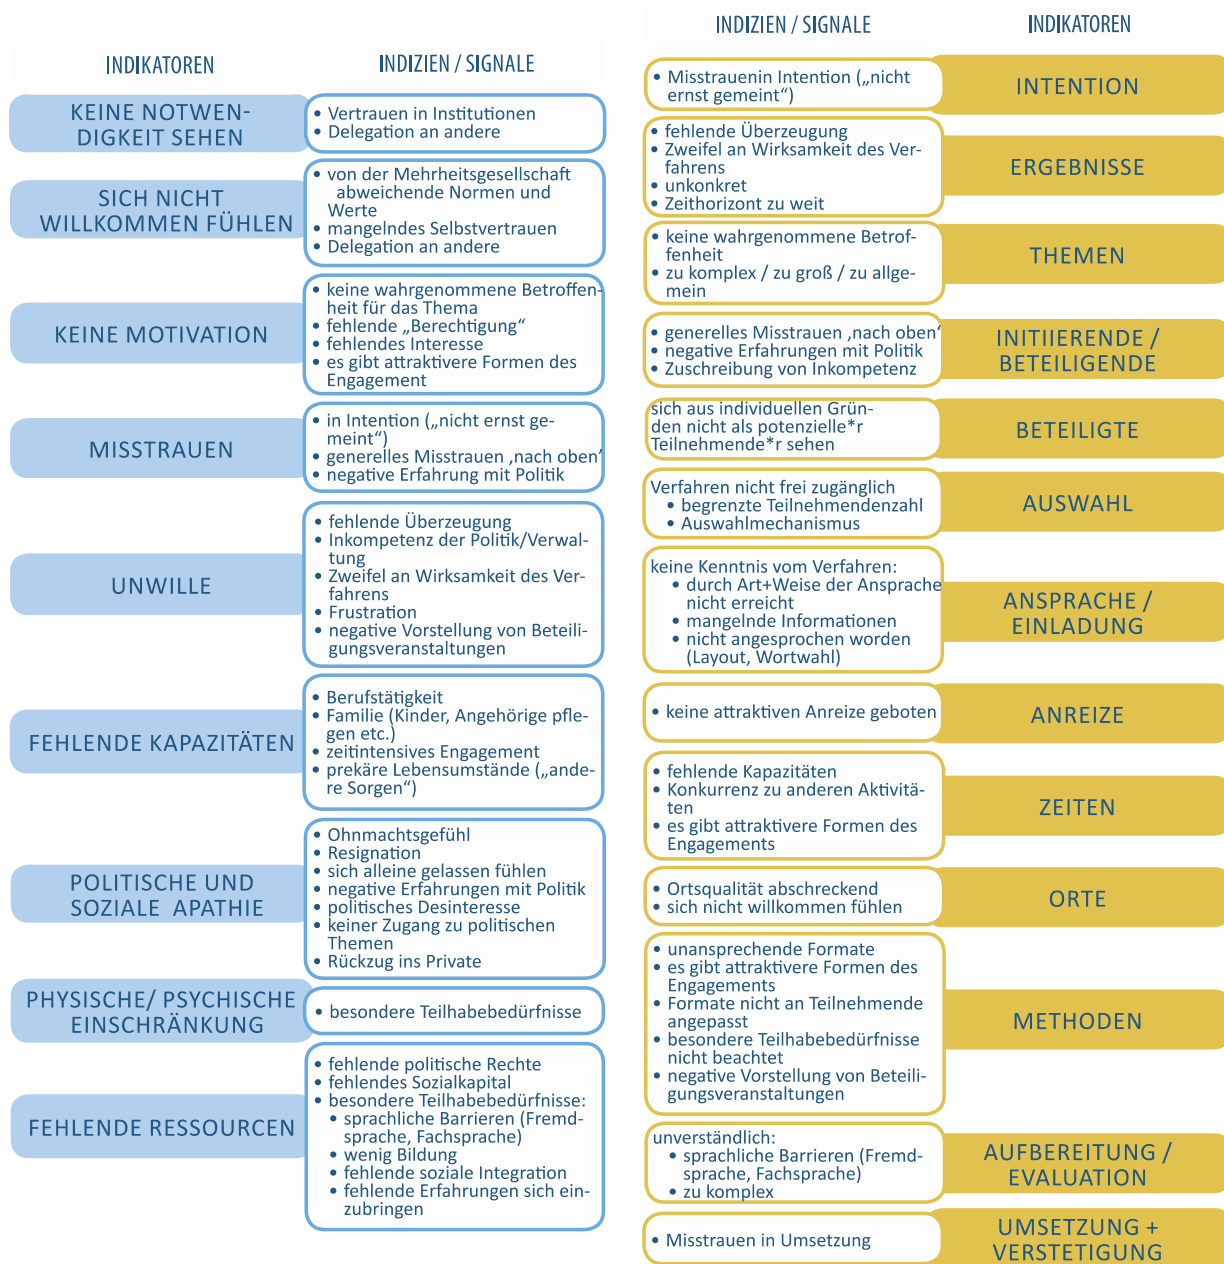 INDIKATOREN
INDIZIEN / SIGNALE
KEINE NOTWEN-
DIGKEIT SEHEN
• Vertrauen in Institutionen
• Delegation an andere
SICH NICHT
WILLKOMMEN FÜHLEN
• von der Mehrheitsgesellschaft
abweichende Normen und
Werte
• mangelndes Selbstvertrauen
• Delegation an andere
KEINE MOTIVATION
• keine wahrgenommene Betroffen-
heit für das Thema
• fehlende „Berechtigung“
• fehlendes Interesse
• es gibt attraktivere Formen des
Engagement
MISSTRAUEN
• in Intention („nicht ernst ge-
meint“)
• generelles Misstrauen ‚nach oben‘
• negative Erfahrung mit Politik
UNWILLE
• fehlende Überzeugung
• Inkompetenz der Politik/Verwal-
tung
• Zweifel an Wirksamkeit des Ver-
fahrens
• Frustration
• negative Vorstellung von Beteili-
gungsveranstaltungen
FEHLENDE KAPAZITÄTEN
• Berufstätigkeit
• Familie (Kinder, Angehörige pfle-
gen etc.)
• zeitintensives Engagement
• prekäre Lebensumstände („ande-
re Sorgen“)
POLITISCHE UND
SOZIALE APATHIE
• Ohnmachtsgefühl
• Resignation
• sich alleine gelassen fühlen
• negative Erfahrungen mit Politik
• politisches Desinteresse
• keiner Zugang zu politischen
Themen
• Rückzug ins Private
PHYSISCHE/ PSYCHISCHE
EINSCHRÄNKUNG
• besondere Teilhabebedürfnisse
FEHLENDE RESSOURCEN
• fehlende politische Rechte
• fehlendes Sozialkapital
• besondere Teilhabebedürfnisse:
• sprachliche Barrieren (Fremd-
sprache, Fachsprache)
• wenig Bildung
• fehlende soziale Integration
• fehlende Erfahrungen sich ein-
zubringen
INDIZIEN / SIGNALE
INDIKATOREN
• Misstrauenin Intention („nicht
ernst gemeint“)
INTENTION
• fehlende Überzeugung
• Zweifel an Wirksamkeit des Ver-
fahrens
• unkonkret
• Zeithorizont zu weit
ERGEBNISSE
• keine wahrgenommene Betrof-
fenheit
• zu komplex / zu groß / zu allge-
mein
THEMEN
• generelles Misstrauen ‚nach oben‘
• negative Erfahrungen mit Politik
• Zuschreibung von Inkompetenz
INITIIERENDE /
BETEILIGENDE
sich aus individuellen Grün-
den nicht als potenzielle*r
Teilnehmende*r sehen
BETEILIGTE
Verfahren nicht frei zugänglich
• begrenzte Teilnehmendenzahl
• Auswahlmechanismus
AUSWAHL
keine Kenntnis vom Verfahren:
• durch Art+Weise der Ansprache
nicht erreicht
• mangelnde Informationen
• nicht angesprochen worden
(Layout, Wortwahl)
ANSPRACHE /
EINLADUNG
• keine attraktiven Anreize geboten
ANREIZE
• fehlende Kapazitäten
• Konkurrenz zu anderen Aktivitä-
ten
• es gibt attraktivere Formen des
Engagements
ZEITEN
• Ortsqualität abschreckend
• sich nicht willkommen fühlen
ORTE
• unansprechende Formate
• es gibt attraktivere Formen des
Engagements
• Formate nicht an Teilnehmende
angepasst
• besondere Teilhabebedürfnisse
nicht beachtet
• negative Vorstellung von Beteili-
gungsveranstaltungen
METHODEN
unverständlich:
• sprachliche Barrieren (Fremd-
sprache, Fachsprache)
• zu komplex
AUFBEREITUNG /
EVALUATION
• Misstrauen in Umsetzung
UMSETZUNG +
VERSTETIGUNG